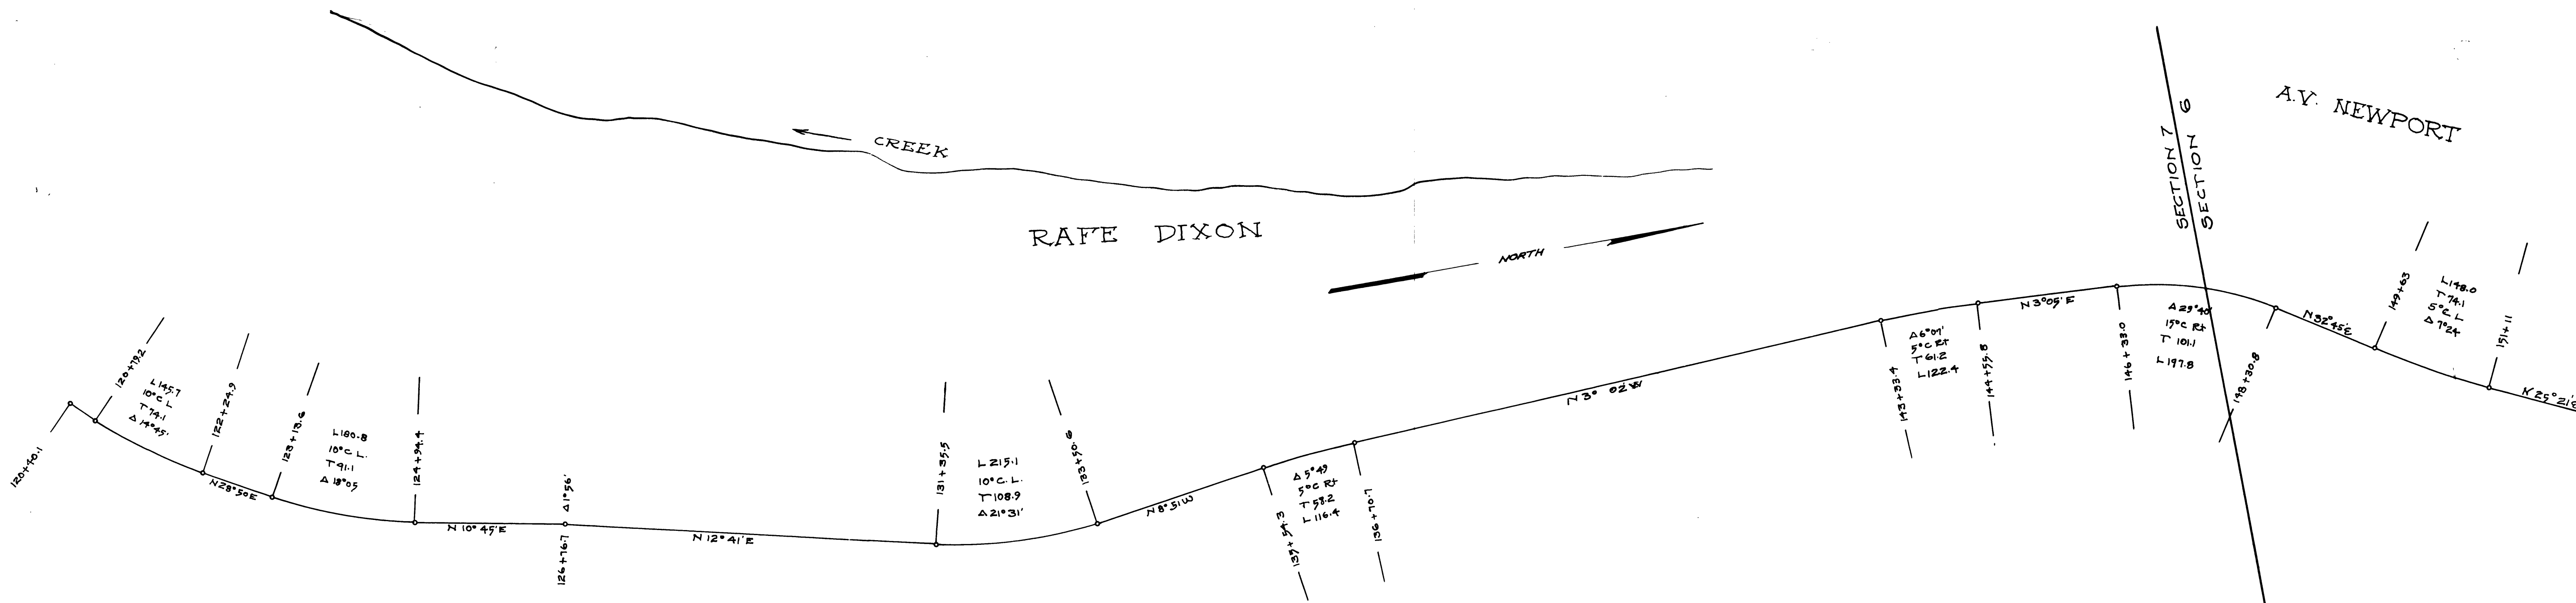 CREEK
RAFE DIXON
NORTH
SECTION 7
SECTION 6
A.V. NEWPORT
120+40.1
120+79.2
L 145.7
10°C L
T 74.1
Δ 14°45'
122+24.9
N 28°50 E
123+13.6
L 180.8
10°C L.
T 91.1
Δ 18°05
124+94.4
N 10°45' E
Δ 1°56'
126+76.7
N 12°41' E
131+35.5
L 215.1
10°C. L.
T 108.9
Δ 21°31'
133+50.6
N 8°51 W
135+54.3
Δ 5°49
5°C Rt
T 58.2
L 116.4
136+70.7
N 3° 02' W
143+33.4
Δ 6°07'
5°C Rt
T 61.2
L 122.4
144+55.8
N 3°05' E
146+33.0
Δ 29°40'
15°C Rt
T 101.1
L 197.8
148+30.8
N 32°45' E
149+63
L 148.0
T 74.1
5°C L
Δ 7°24
151+11
N 25°21' E